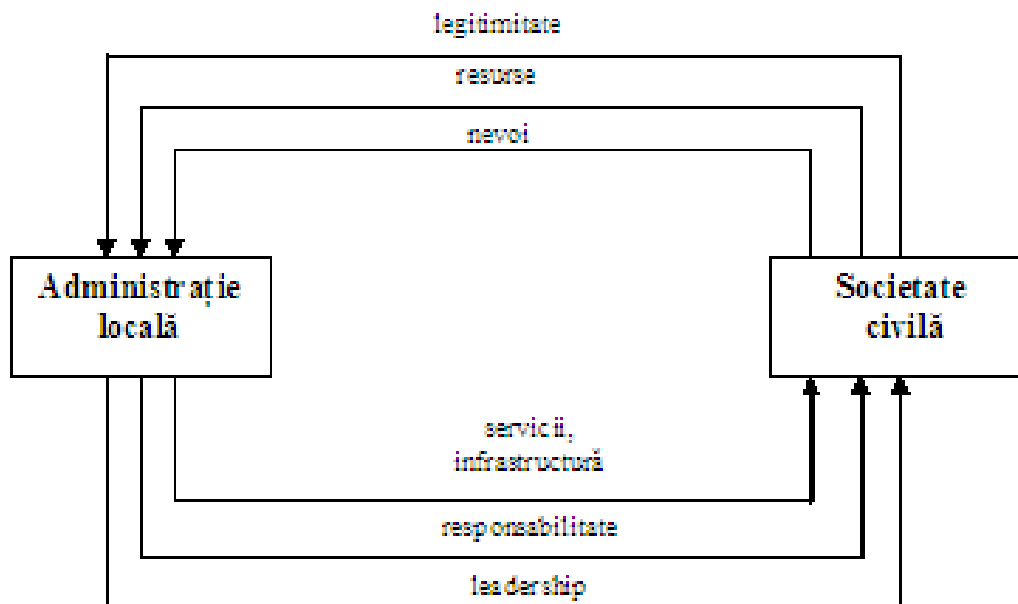 legitimitate
resurse
nevoi
Administrație
locală
Societate
civilă
servicii,
infrastructură
responsabilitate
leadership